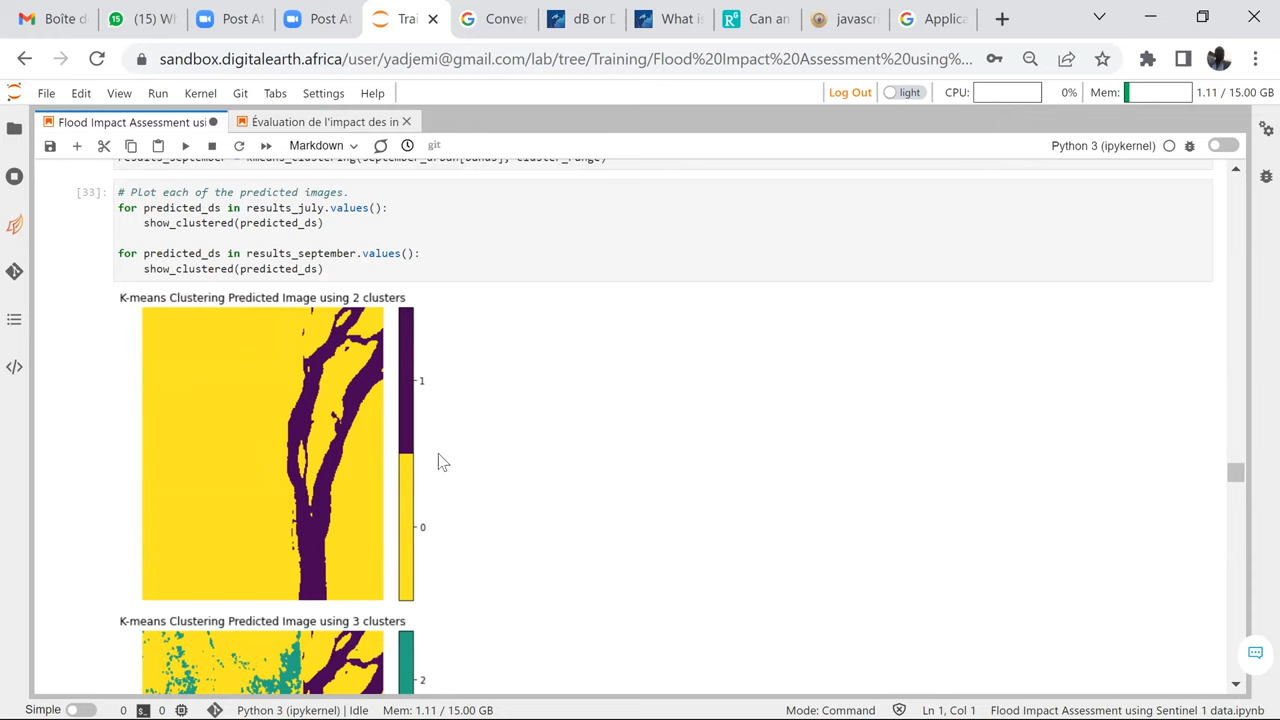 Boîte d
(15) Wh
Post At
Post At
Trai
Conver
dB or D
What is
Can an
javascr
Applica
sandbox.digitalearth.africa/user/yadjemi@gmail.com/lab/tree/Training/Flood%20Impact%20Assessment%20using%...
File Edit View Run Kernel Git Tabs Settings Help
Log Out light CPU: 0% Mem: 1.11 / 15.00 GB
Flood Impact Assessment usi
Évaluation de l'impact des in
Markdown git Python 3 (ipykernel)
results_september = kmeans_clustering(september_urban[bands], cluster_range)
[33]: # Plot each of the predicted images.
for predicted_ds in results_july.values():
show_clustered(predicted_ds)
for predicted_ds in results_september.values():
show_clustered(predicted_ds)
K-means Clustering Predicted Image using 2 clusters
1
0
K-means Clustering Predicted Image using 3 clusters
2
Simple 0 0 Python 3 (ipykernel) | Idle Mem: 1.11 / 15.00 GB Mode: Command Ln 1, Col 1 Flood Impact Assessment using Sentinel 1 data.ipynb